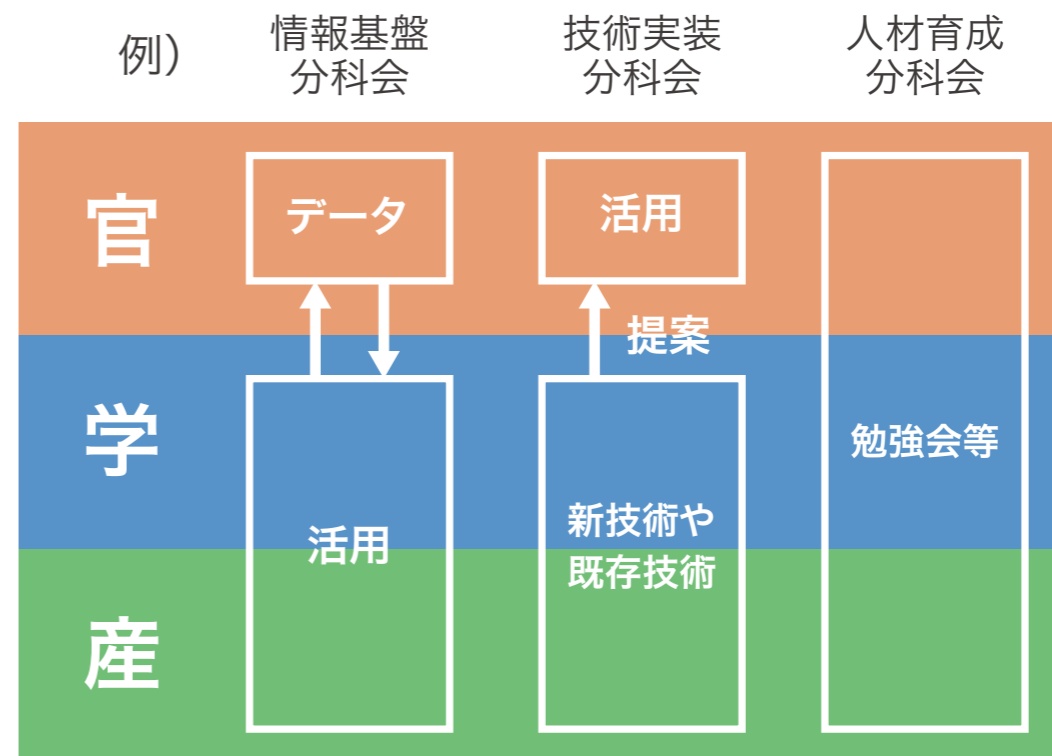 例）
情報基盤
分科会
技術実装
分科会
人材育成
分科会
官
データ
活用
提案
学
勉強会等
活用
新技術や
既存技術
産